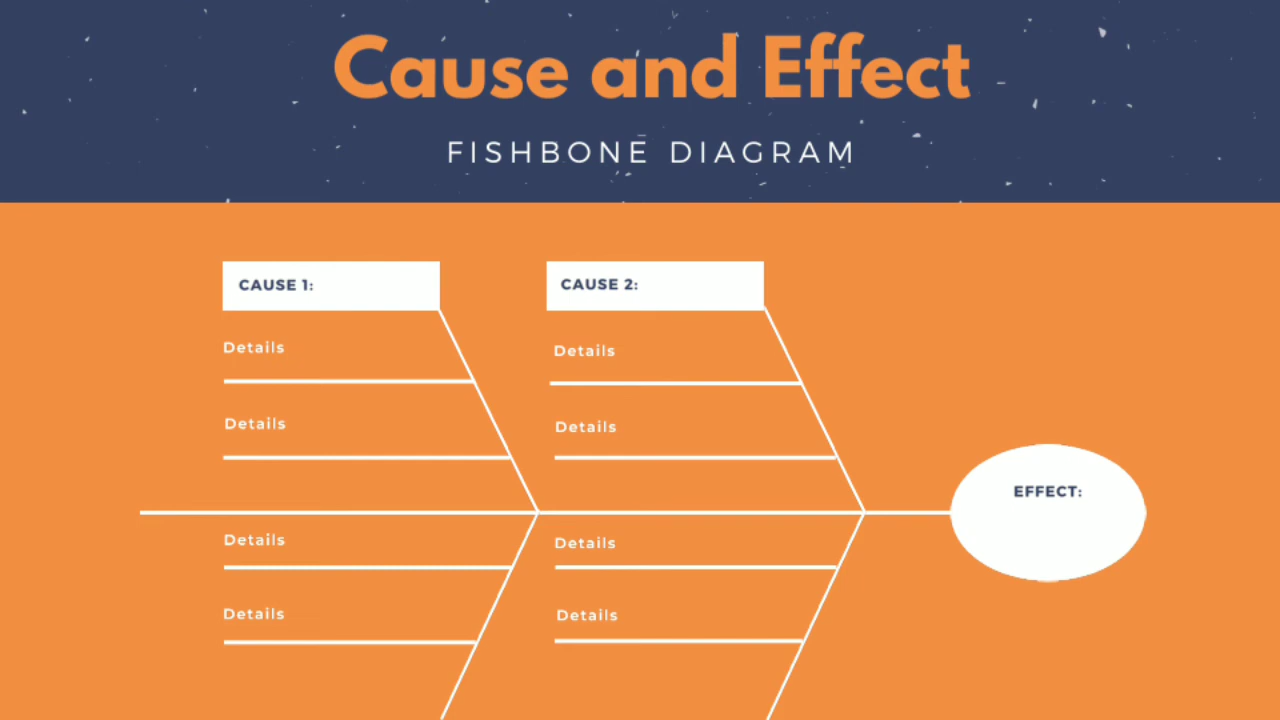 Cause and Effect
FISHBONE DIAGRAM
CAUSE 1:
CAUSE 2:
Details
Details
Details
Details
EFFECT:
Details
Details
Details
Details